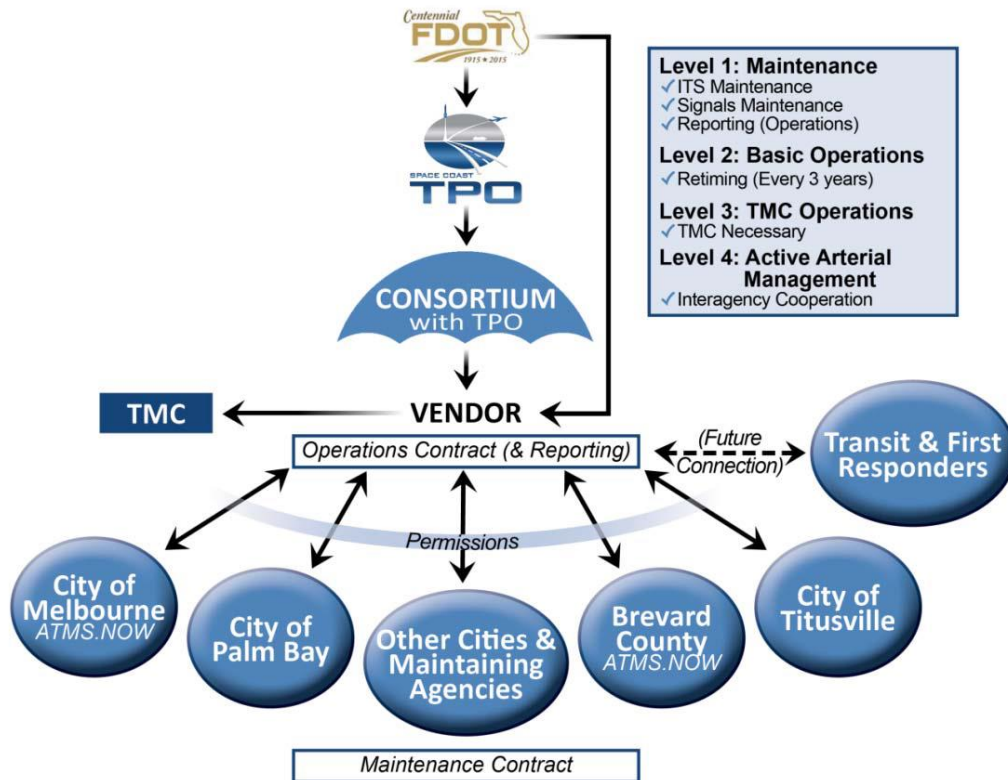 Centennial
FDOT
1915 ★ 2015
SPACE COAST
TPO
CONSORTIUM
with TPO
Level 1: Maintenance
✓ITS Maintenance
✓Signals Maintenance
✓Reporting (Operations)
Level 2: Basic Operations
✓Retiming (Every 3 years)
Level 3: TMC Operations
✓TMC Necessary
Level 4: Active Arterial
Management
✓Interagency Cooperation
TMC
VENDOR
Operations Contract (& Reporting)
(Future
Connection)
Transit & First
Responders
Permissions
City of
Melbourne
ATMS.NOW
City of
Palm Bay
Other Cities &
Maintaining
Agencies
Brevard
County
ATMS.NOW
City of
Titusville
Maintenance Contract